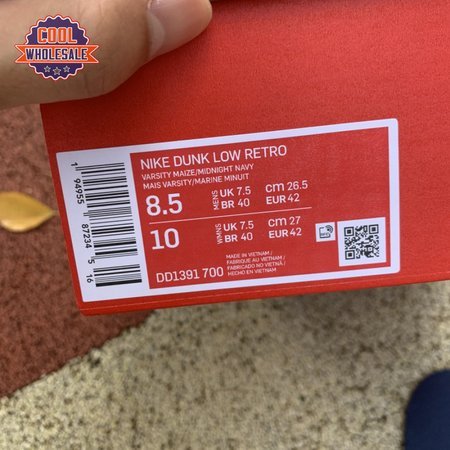 COOL
WHOLESALE
NIKE DUNK LOW RETRO
VARSITY MAIZE/MIDNIGHT NAVY
MAIS VARSITY/MARINE MINUIT
8.5 MENS UK 7.5 CM 26.5
BR 40 EUR 42
10 WMNS UK 7.5 CM 27
BR 40 EUR 42
DD1391 700
MADE IN VIETNAM /
FABRIQUÉ AU VIETNAM /
FABRICADO NO VIETNÃ /
HECHO EN VIETNAM
1 94955 87234 5 16